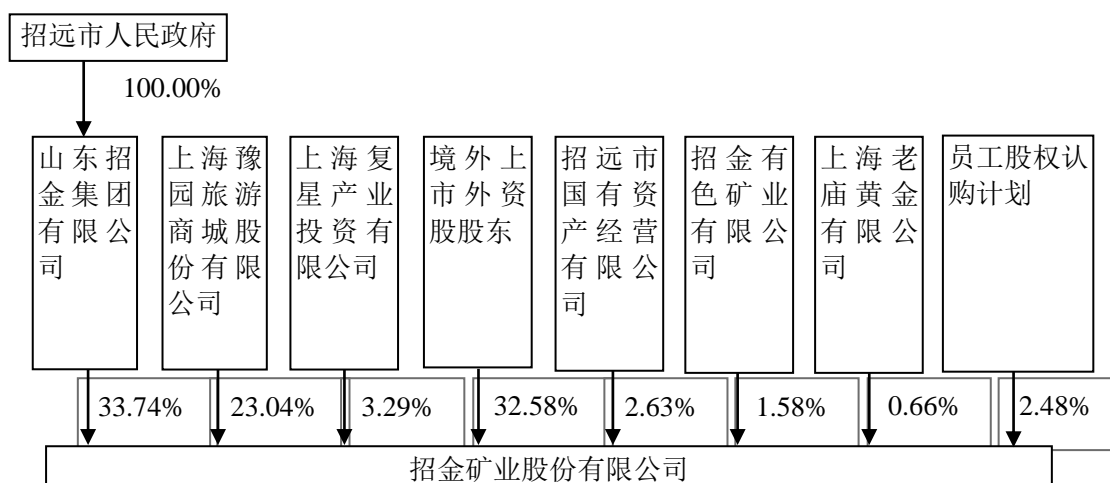 招远市人民政府
100.00%
山东招
金集团
有限公
司
上海豫
园旅游
商城股
份有限
公司
上海复
星产业
投资有
限公司
境外上
市外资
股股东
招远市
国有资
产经营
有限公
司
招金有
色矿业
有限公
司
上海老
庙黄金
有限公
司
员工股权认
购计划
33.74%
23.04%
3.29%
32.58%
2.63%
1.58%
0.66%
2.48%
招金矿业股份有限公司